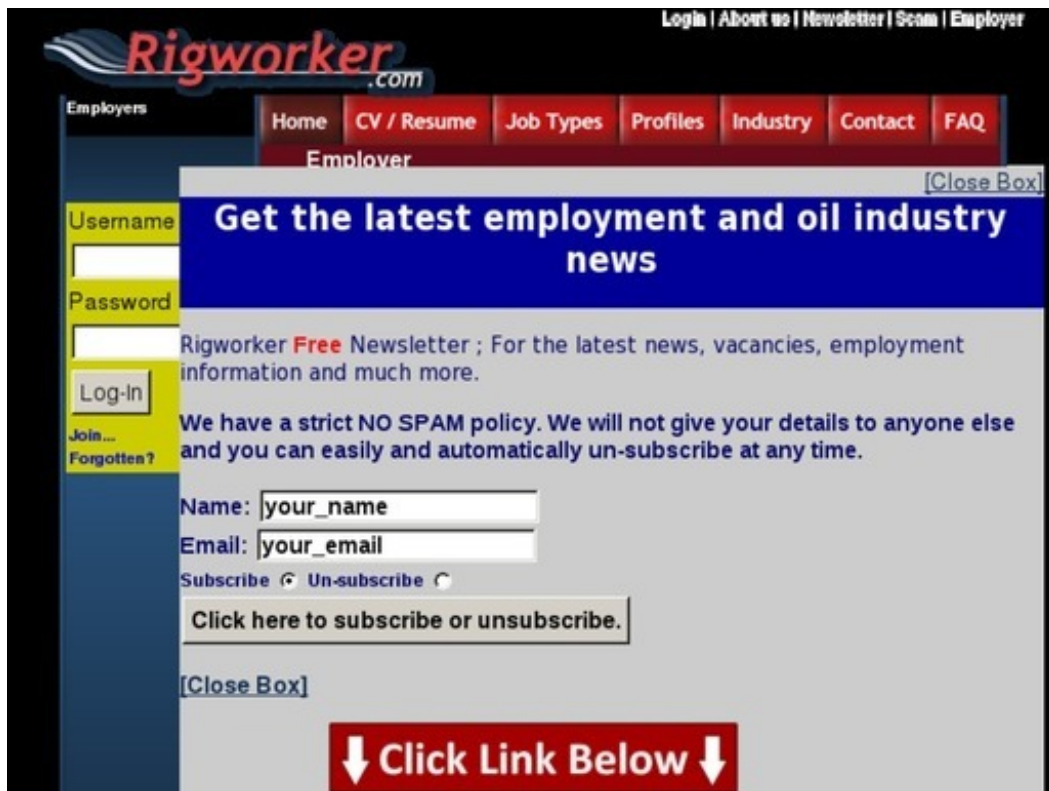 Login | About us | Newsletter | Scam | Employer
Rigworker
.com
Employers
Home CV / Resume Job Types Profiles Industry Contact FAQ
Employer
[Close Box]
Get the latest employment and oil industry
news
Username
Password
Log-In
Join...
Forgotten?
Rigworker Free Newsletter ; For the latest news, vacancies, employment
information and much more.
We have a strict NO SPAM policy. We will not give your details to anyone else
and you can easily and automatically un-subscribe at any time.
Name: your_name
Email: your_email
Subscribe Un-subscribe
Click here to subscribe or unsubscribe.
[Close Box]
Click Link Below